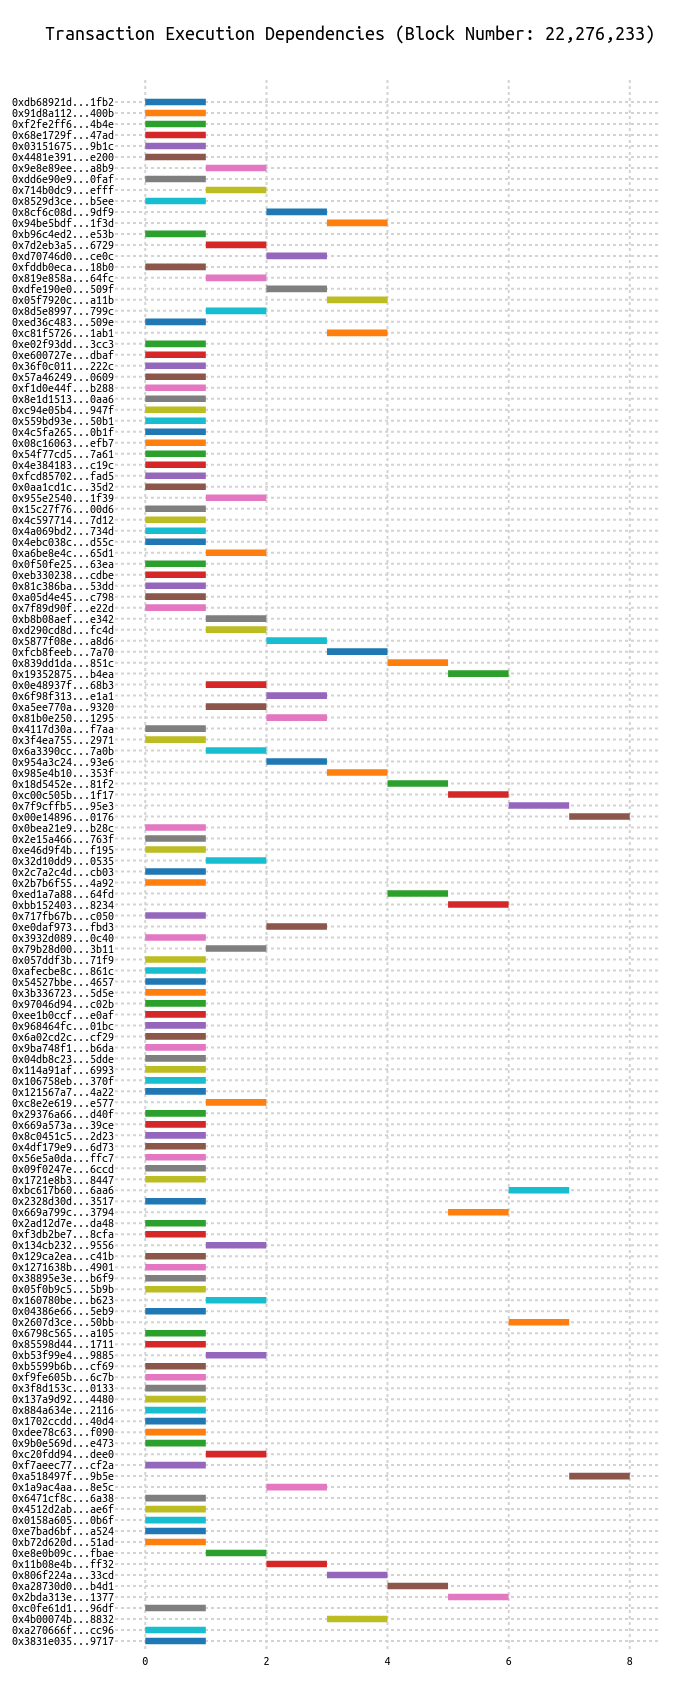 Transaction Execution Dependencies (Block Number: 22,276,233)
0xdb68921d...1fb2
0x91d8a112...400b
0xf2fe2ff6...4b4e
0x68e1729f...47ad
0x03151675...9b1c
0x4481e391...e200
0x9e8e89ee...a8b9
0xdd6e90e9...0faf
0x714b0dc9...efff
0x8529d3ce...b5ee
0x8cf6c08d...9df9
0x94be5bdf...1f3d
0xb96c4ed2...e53b
0x7d2eb3a5...6729
0xd70746d0...ce0c
0xfddb0eca...18b0
0x819e858a...64fc
0xdfe190e0...509f
0x05f7920c...a11b
0x8d5e8997...799c
0xed36c483...509e
0xc81f5726...1ab1
0xe02f93dd...3cc3
0xe600727e...dbaf
0x36f0c011...222c
0x57a46249...0609
0xf1d0e44f...b288
0x8e1d1513...0aa6
0xc94e05b4...947f
0x559bd93e...50b1
0x4c5fa265...0b1f
0x08c16063...efb7
0x54f77cd5...7a61
0x4e384183...c19c
0xfcd85702...fad5
0x0aa1cd1c...35d2
0x955e2540...1f39
0x15c27f76...00d6
0x4c597714...7d12
0x4a069bd2...734d
0x4ebc038c...d55c
0xa6be8e4c...65d1
0x0f50fe25...63ea
0xeb330238...cdbe
0x81c386ba...53dd
0xa05d4e45...c798
0x7f89d90f...e22d
0xb8b08aef...e342
0xd290cd8d...fc4d
0x5877f08e...a8d6
0xfcb8feeb...7a70
0x839dd1da...851c
0x19352875...b4ea
0x0e48937f...68b3
0x6f98f313...e1a1
0xa5ee770a...9320
0x81b0e250...1295
0x4117d30a...f7aa
0x3f4ea755...2971
0x6a3390cc...7a0b
0x954a3c24...93e6
0x985e4b10...353f
0x18d5452e...81f2
0xc00c505b...1f17
0x7f9cffb5...95e3
0x00e14896...0176
0x0bea21e9...b28c
0x2e15a466...763f
0xe46d9f4b...f195
0x32d10dd9...0535
0x2c7a2c4d...cb03
0x2b7b6f55...4a92
0xed1a7a88...64fd
0xbb152403...8234
0x717fb67b...c050
0xe0daf973...fbd3
0x3932d089...0c40
0x79b28d00...3b11
0x057ddf3b...71f9
0xafecbe8c...861c
0x54527bbe...4657
0x3b336723...5d5e
0x97046d94...c02b
0xee1b0ccf...e0af
0x968464fc...01bc
0x6a02cd2c...cf29
0x9ba748f1...b6da
0x04db8c23...5dde
0x114a91af...6993
0x106758eb...370f
0x121567a7...4a22
0xc8e2e619...e577
0x29376a66...d40f
0x669a573a...39ce
0x8c0451c5...2d23
0x4df179e9...6d73
0x56e5a0da...ffc7
0x09f0247e...6ccd
0x1721e8b3...8447
0xbc617b60...6aa6
0x2328d30d...3517
0x669a799c...3794
0x2ad12d7e...da48
0xf3db2be7...8cfa
0x134cb232...9556
0x129ca2ea...c41b
0x1271638b...4901
0x38895e3e...b6f9
0x05f0b9c5...5b9b
0x160780be...b623
0x04386e66...5eb9
0x2607d3ce...50bb
0x6798c565...a105
0x85598d44...1711
0xb53f99e4...9885
0xb5599b6b...cf69
0xf9fe605b...6c7b
0x3f8d153c...0133
0x137a9d92...4480
0x884a634e...2116
0x1702ccdd...40d4
0xdee78c63...f090
0x9b0e569d...e473
0xc20fdd94...dee0
0xf7aeec77...cf2a
0xa518497f...9b5e
0x1a9ac4aa...8e5c
0x6471cf8c...6a38
0x4512d2ab...ae6f
0x0158a605...0b6f
0xe7bad6bf...a524
0xb72d620d...51ad
0xe8e0b09c...fbae
0x11b08e4b...ff32
0x806f224a...33cd
0xa28730d0...b4d1
0x2bda313e...1377
0xc0fe61d1...96df
0x4b00074b...8832
0xa270666f...cc96
0x3831e035...9717
0 2 4 6 8